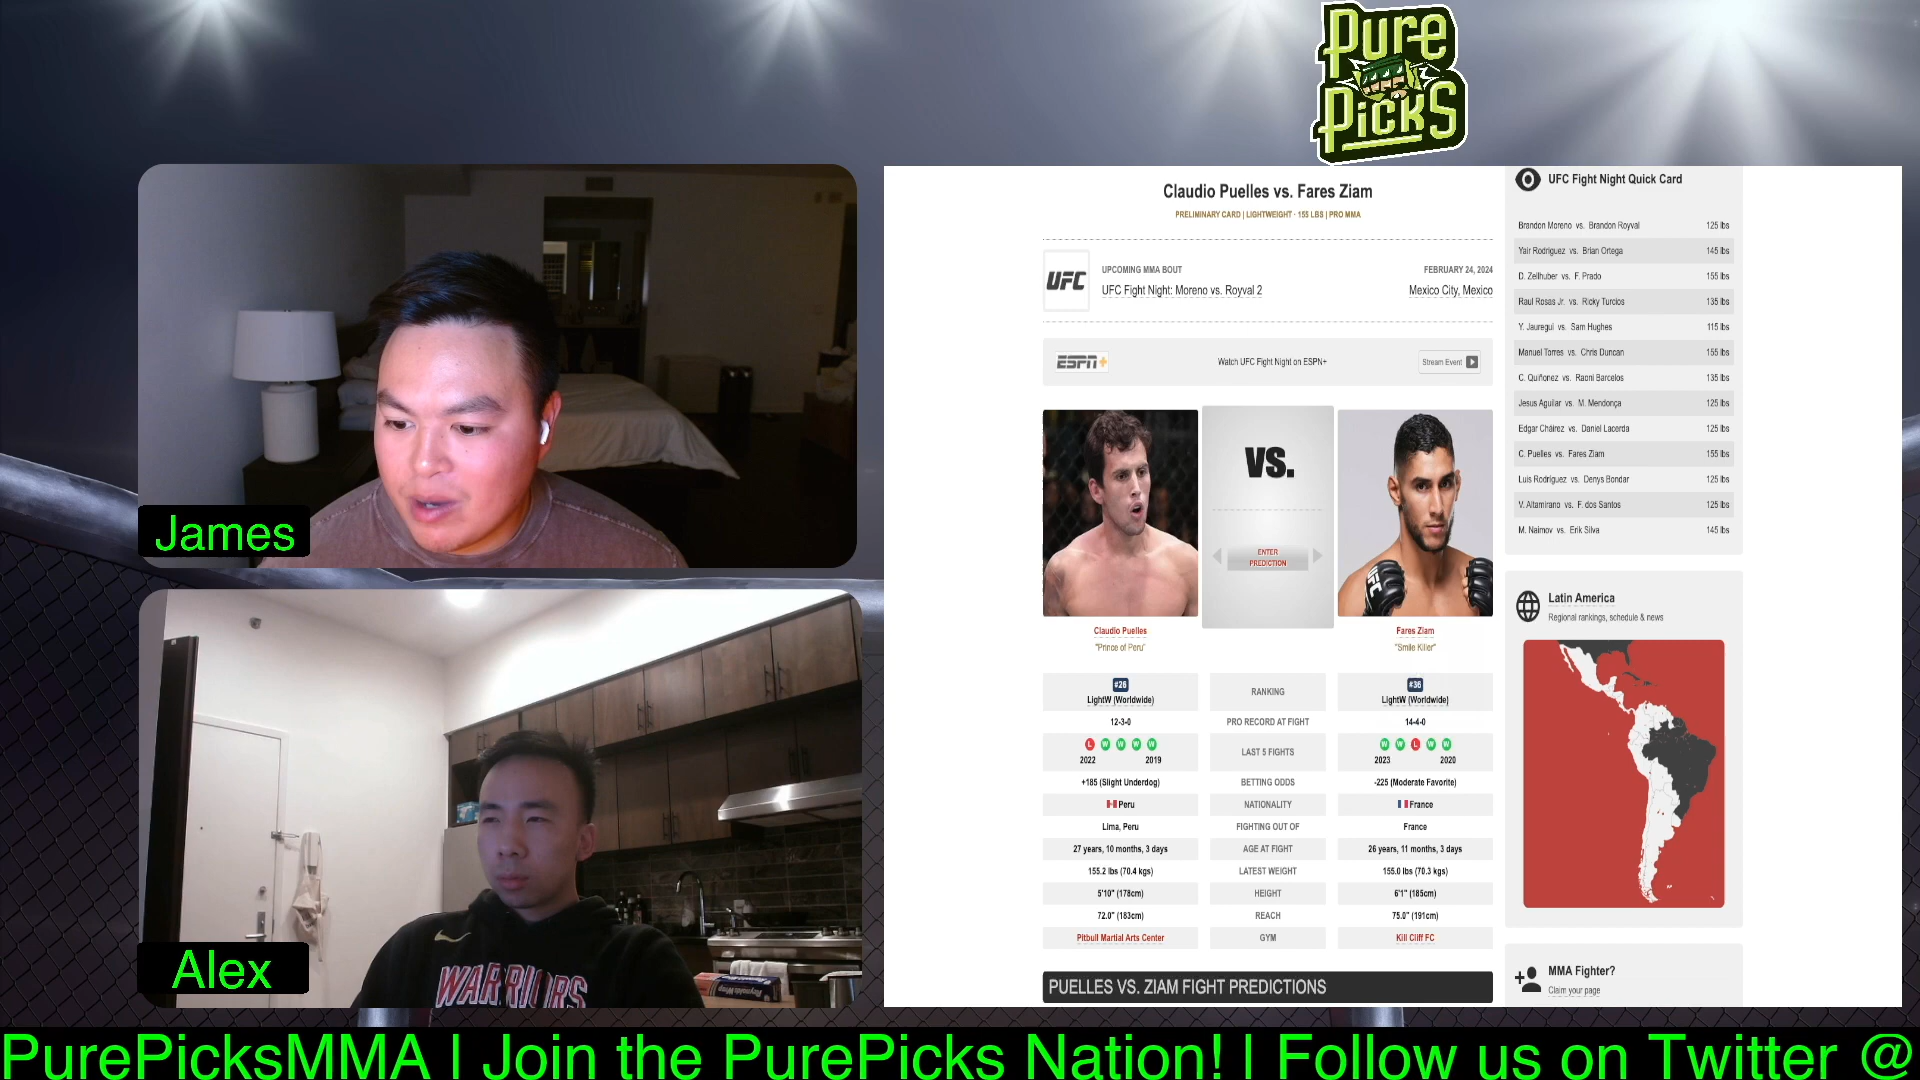 Pure
Picks
James
Alex
WARRIORS
Claudio Puelles vs. Fares Ziam
PRELIMINARY CARD | LIGHTWEIGHT · 155 LBS | PRO MMA
UFC
UPCOMING MMA BOUT
FEBRUARY 24, 2024
UFC Fight Night: Moreno vs. Royval 2
Mexico City, Mexico
ESPN+
Watch UFC Fight Night on ESPN+
Stream Event
VS.
ENTER
PREDICTION
UFC
Claudio Puelles
Fares Ziam
"Prince of Peru"
"Smile Killer"
#26
LightW (Worldwide)
RANKING
#36
LightW (Worldwide)
12-3-0 PRO RECORD AT FIGHT 14-4-0
L W W W W
2022 2019
LAST 5 FIGHTS
W W L W W
2023 2020
+185 (Slight Underdog) BETTING ODDS -225 (Moderate Favorite)
Peru NATIONALITY France
Lima, Peru FIGHTING OUT OF France
27 years, 10 months, 3 days AGE AT FIGHT 26 years, 11 months, 3 days
155.2 lbs (70.4 kgs) LATEST WEIGHT 155.0 lbs (70.3 kgs)
5'10" (178cm) HEIGHT 6'1" (185cm)
72.0" (183cm) REACH 75.0" (191cm)
Pitbull Martial Arts Center GYM Kill Cliff FC
PUELLES VS. ZIAM FIGHT PREDICTIONS
UFC Fight Night Quick Card
Brandon Moreno vs. Brandon Royval 125 lbs
Yair Rodriguez vs. Brian Ortega 145 lbs
D. Zellhuber vs. F. Prado 155 lbs
Raul Rosas Jr. vs. Ricky Turcios 135 lbs
Y. Jauregui vs. Sam Hughes 115 lbs
Manuel Torres vs. Chris Duncan 155 lbs
C. Quiñonez vs. Raoni Barcelos 135 lbs
Jesus Aguilar vs. M. Mendonça 125 lbs
Edgar Cháirez vs. Daniel Lacerda 125 lbs
C. Puelles vs. Fares Ziam 155 lbs
Luis Rodríguez vs. Denys Bondar 125 lbs
V. Altamirano vs. F. dos Santos 125 lbs
M. Naimov vs. Erik Silva 145 lbs
Latin America
Regional rankings, schedule & news
MMA Fighter?
Claim your page
PurePicksMMA | Join the PurePicks Nation! | Follow us on Twitter @